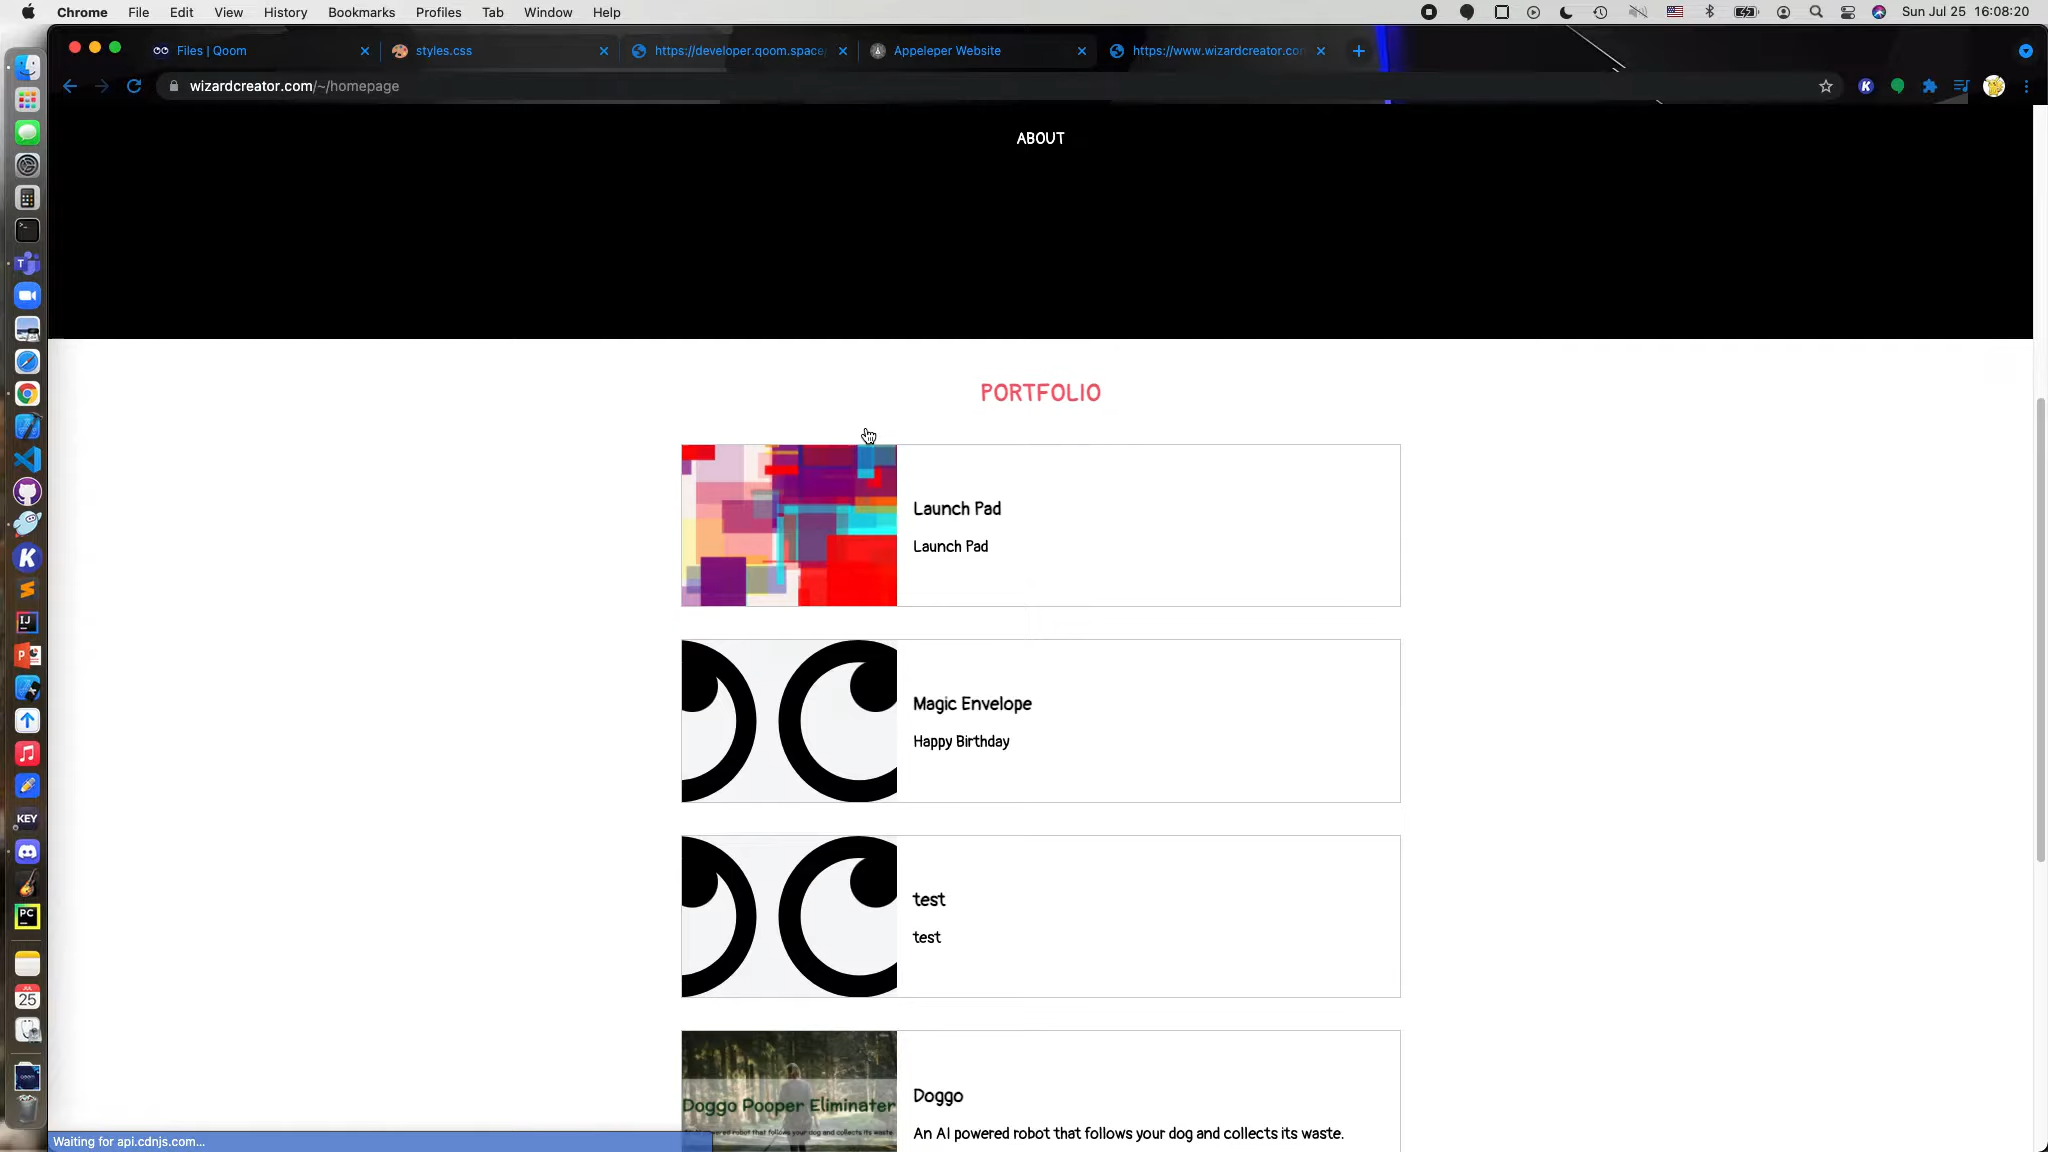 Chrome File Edit View History Bookmarks Profiles Tab Window Help Sun Jul 25 16:08:20
Files | Qoom styles.css https://developer.qoom.space Appeleper Website https://www.wizardcreator.co
wizardcreator.com/~/homepage
ABOUT
PORTFOLIO
Launch Pad
Launch Pad
Magic Envelope
Happy Birthday
test
test
Doggo
Doggo Pooper Eliminater
An AI powered robot that follows your dog and collects its waste.
KEY
PC
JUL
25
Waiting for api.cdnjs.com...